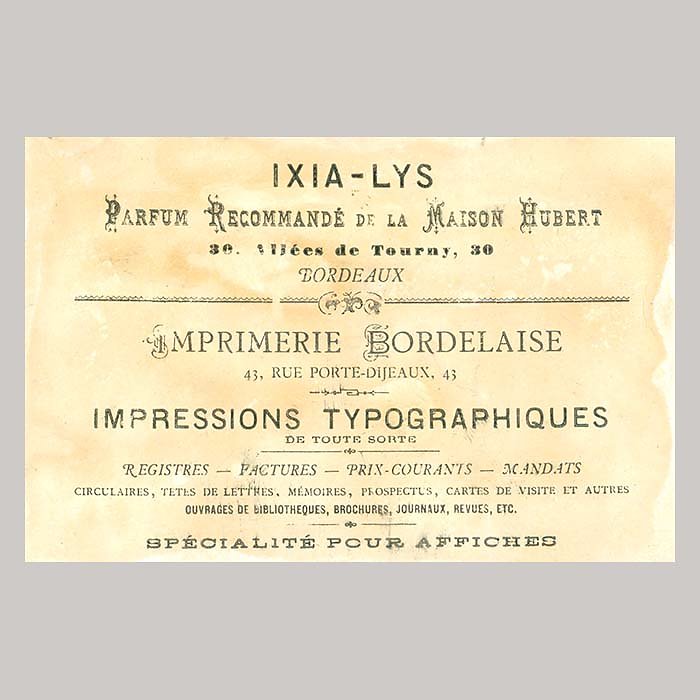 IXIA-LYS
PARFUM RECOMMANDÉ DE LA MAISON HUBERT
30. Allées de Tourny, 30
BORDEAUX
IMPRIMERIE BORDELAISE
43, RUE PORTE-DIJEAUX, 43
IMPRESSIONS TYPOGRAPHIQUES
DE TOUTE SORTE
REGISTRES — FACTURES — PRIX-COURANTS — MANDATS
CIRCULAIRES, TETES DE LETTRES, MÉMOIRES, PROSPECTUS, CARTES DE VISITE ET AUTRES
OUVRAGES DE BIBLIOTHEQUES, BROCHURES, JOURNAUX, REVUES, ETC.
SPÉCIALITÉ POUR AFFICHES